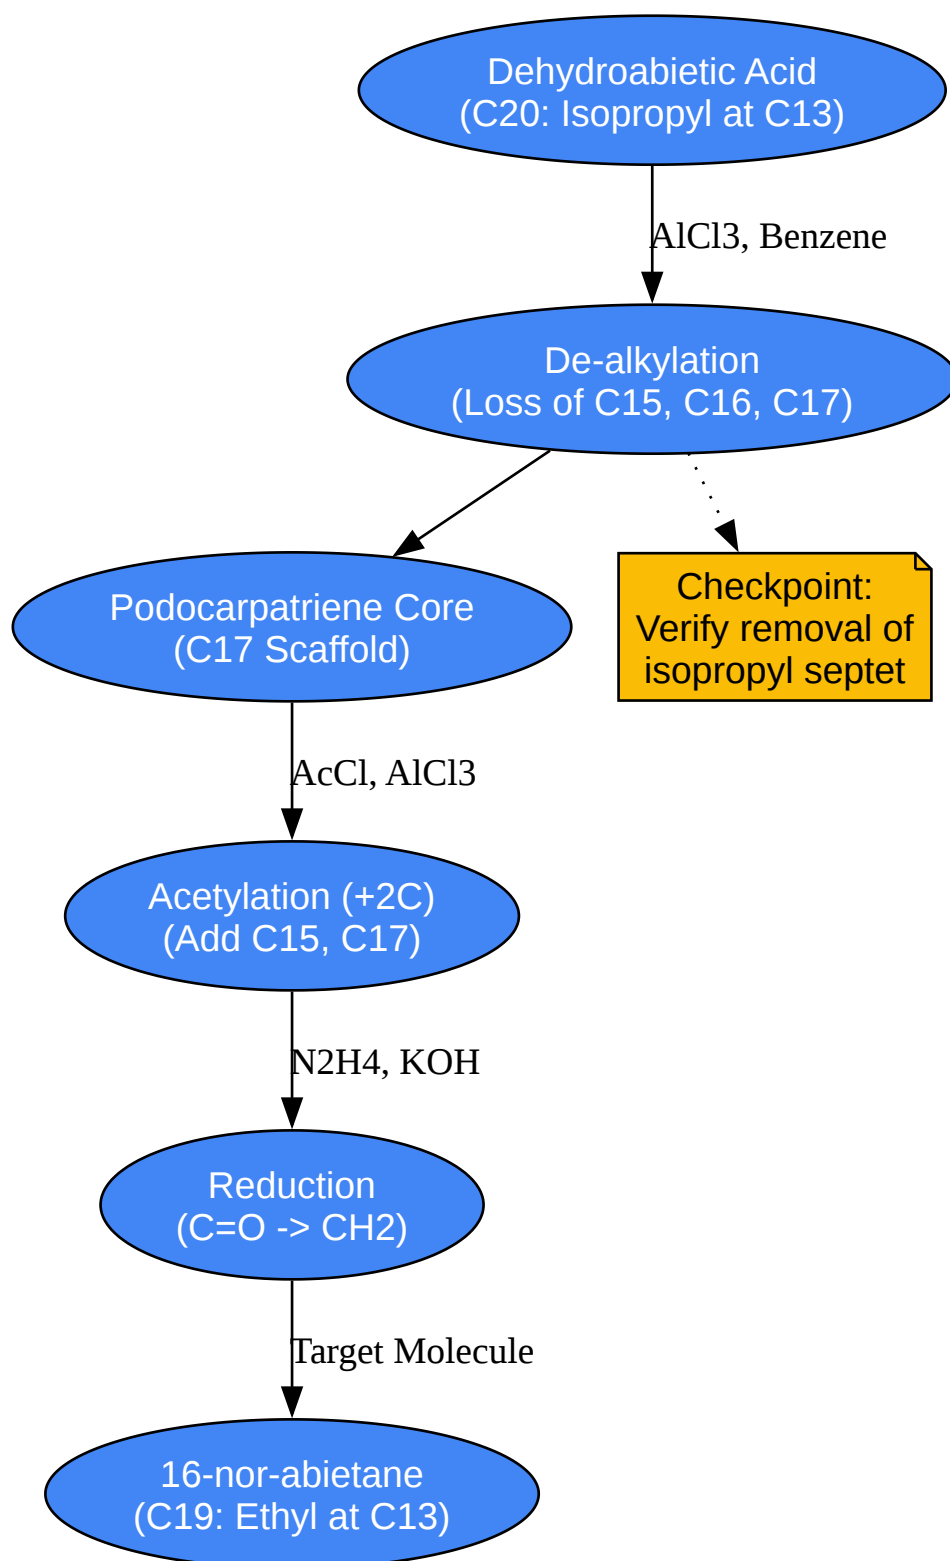 Dehydroabietic Acid
(C20: Isopropyl at C13)
AlCl3, Benzene
De-alkylation
(Loss of C15, C16, C17)
Podocarpatriene Core
(C17 Scaffold)
Checkpoint:
Verify removal of
isopropyl septet
AcCl, AlCl3
Acetylation (+2C)
(Add C15, C17)
N2H4, KOH
Reduction
(C=O -> CH2)
Target Molecule
16-nor-abietane
(C19: Ethyl at C13)